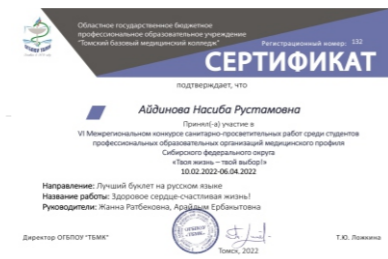 Областное государственное бюджетное
профессиональное образовательное учреждение
"Томский базовый медицинский колледж"
Регистрационный номер: 132
СЕРТИФИКАТ
подтверждает, что
Айдинова Насиба Рустамовна
Принял(-а) участие в
VI Межрегиональном конкурсе санитарно-просветительных работ среди студентов
профессиональных образовательных организаций медицинского профиля
Сибирского федерального округа
«Твоя жизнь – твой выбор!»
10.02.2022-06.04.2022
Направление: Лучший буклет на русском языке
Название работы: Здоровое сердце-счастливая жизнь!
Руководители: Жанна Ратбековна, Арайлым Ербакытовна
Директор ОГБПОУ "ТБМК"
Т.Ю. Ложкина
Томск, 2022